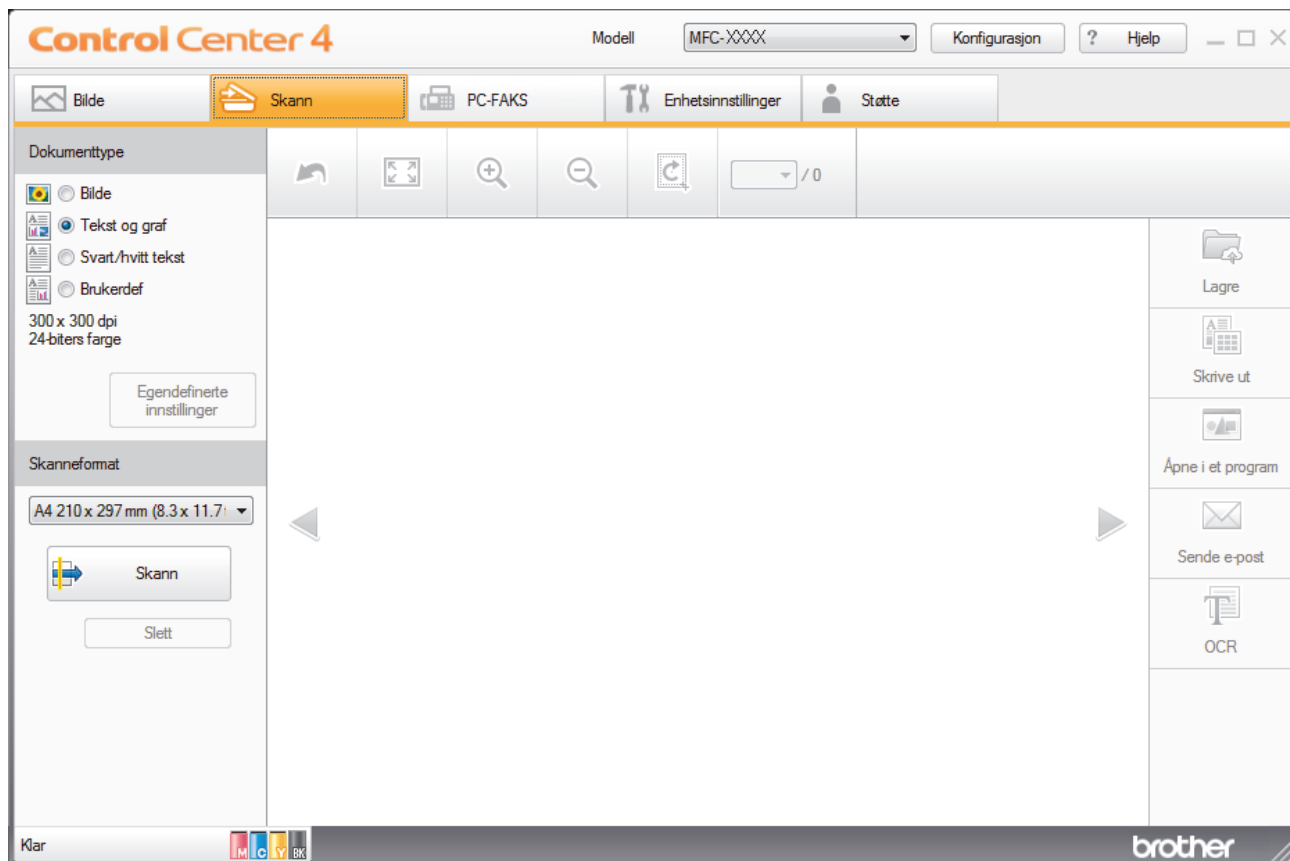 Control Center 4
Modell
MFC-XXXX
Konfigurasjon
? Hjelp
Bilde
Skann
PC-FAKS
Enhetsinnstillinger
Støtte
Dokumenttype
Bilde
Tekst og graf
Svart/hvitt tekst
Brukerdef
300 x 300 dpi
24-biters farge
Egendefinerte
innstillinger
Skanneformat
A4 210 x 297 mm (8.3 x 11.7
Skann
Slett
/ 0
Lagre
Skrive ut
Åpne i et program
Sende e-post
OCR
Klar
M C Y BK
brother